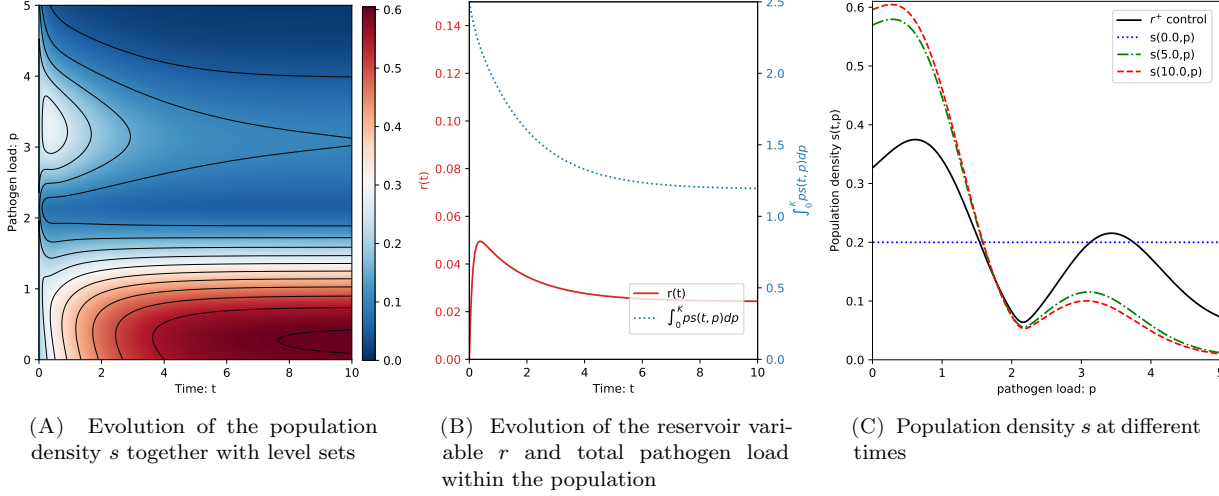 5
4
3
2
1
0
Pathogen load: p
0
2
4
6
8
10
Time: t
0.6
0.5
0.4
0.3
0.2
0.1
0.0
0.14
0.12
0.10
0.08
0.06
0.04
0.02
0.00
r(t)
0
2
4
6
8
10
Time: t
r(t)
∫₀ᴷ ps(t, p)dp
2.5
2.0
1.5
1.0
0.5
0.0
∫₀ᴷ ps(t, p)dp
0.6
0.5
0.4
0.3
0.2
0.1
0.0
Population density s(t,p)
0
1
2
3
4
5
pathogen load: p
r⁺ control
s(0.0,p)
s(5.0,p)
s(10.0,p)
(A) Evolution of the population
density s together with level sets
(B) Evolution of the reservoir vari-
able r and total pathogen load
within the population
(C) Population density s at different
times